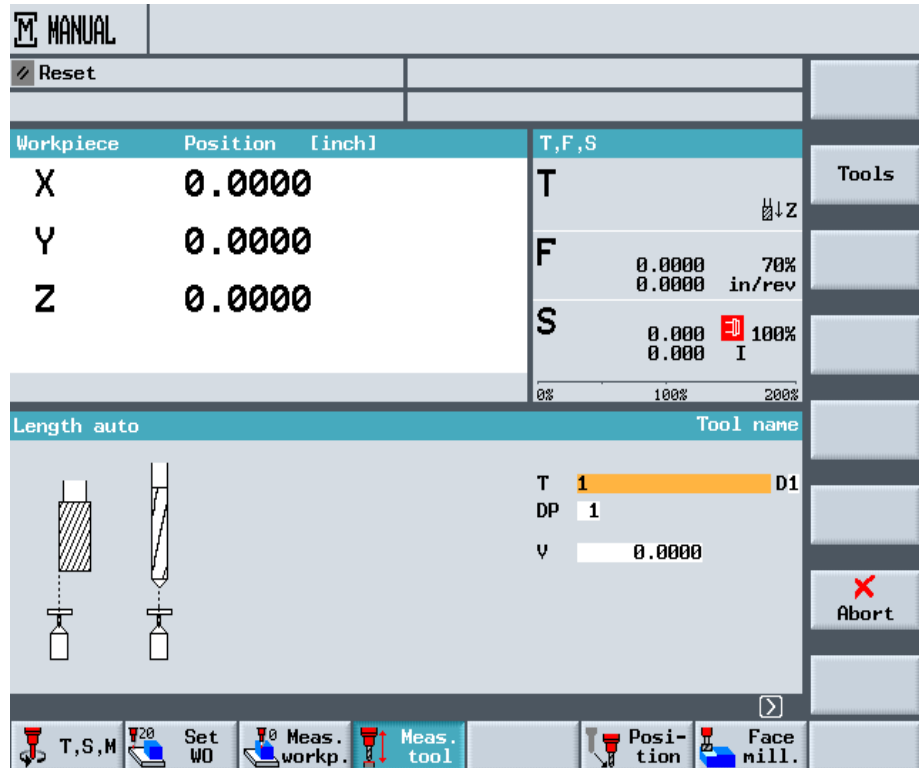 M MANUAL
Reset
Workpiece Position [inch]
X 0.0000
Y 0.0000
Z 0.0000
T,F,S
T
Z
F 0.0000 70%
0.0000 in/rev
S 0.000 100%
0.000 I
0% 100% 200%
Tools
Length auto Tool name
T 1 D1
DP 1
V 0.0000
Abort
T,S,M
20 Set WO
0 Meas. workp.
Meas. tool
Posi-
tion
Face mill.